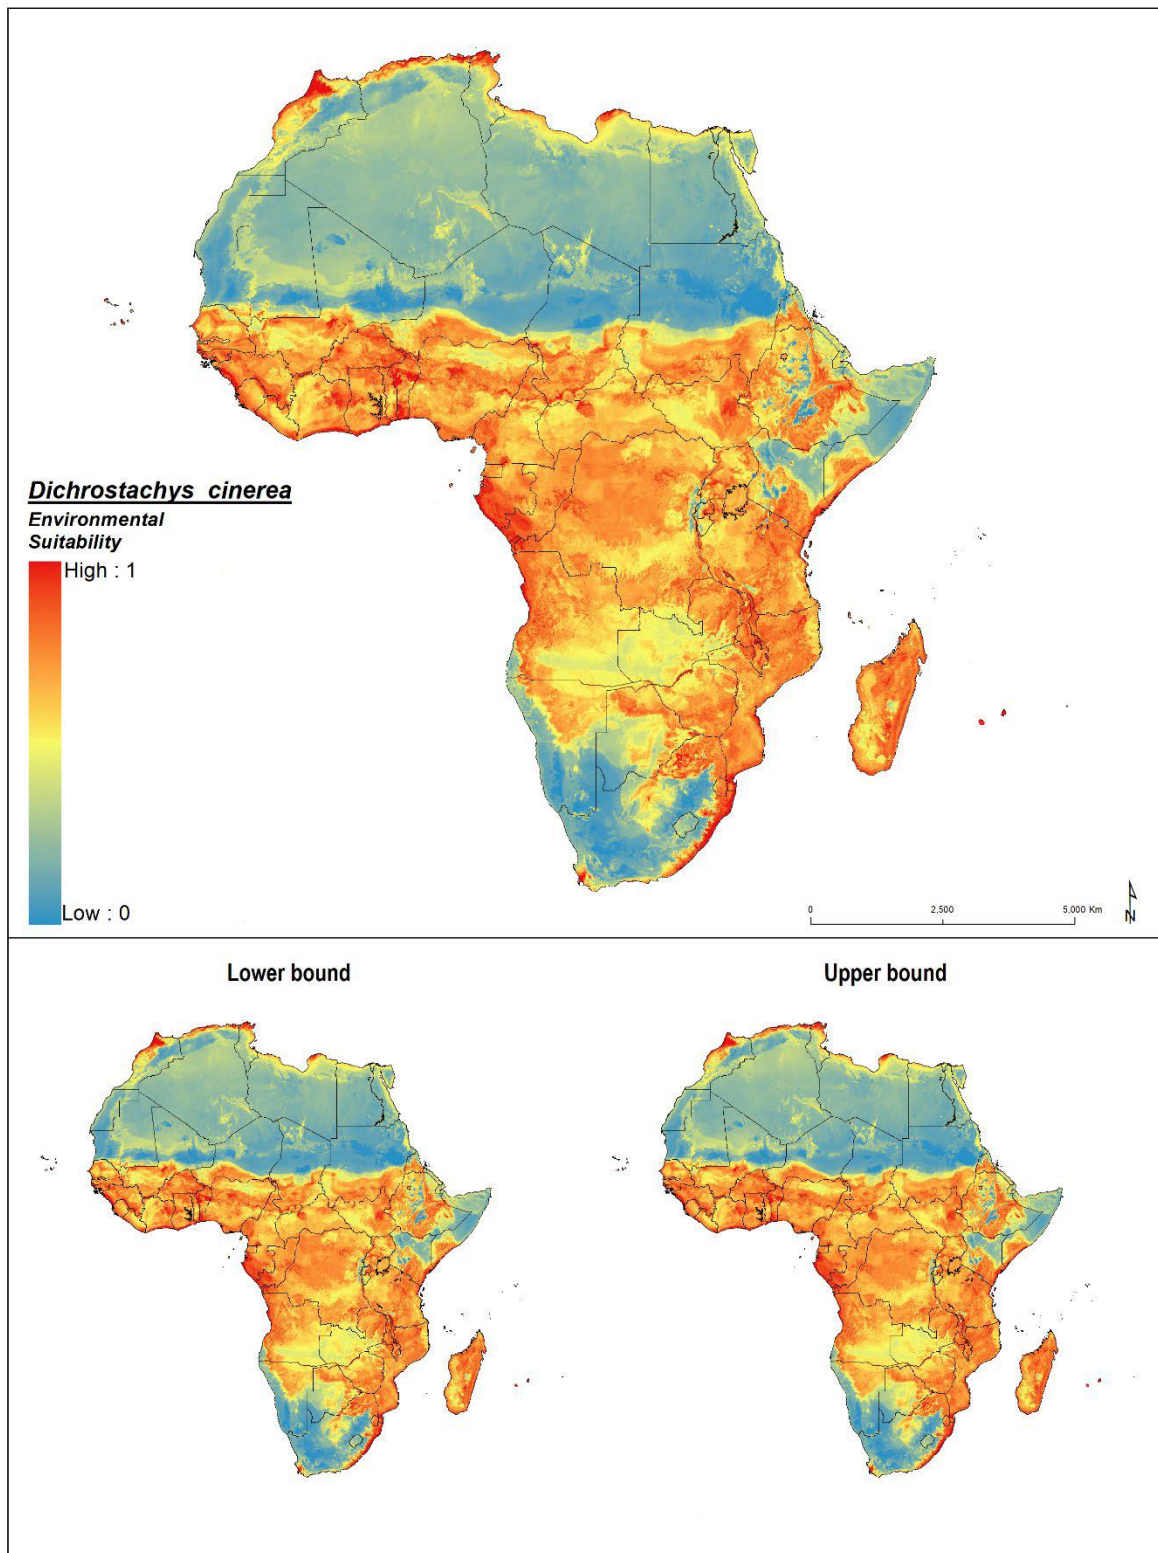 Dichrostachys cinerea
Environmental
Suitability
High : 1
Low : 0
0 2,500 5,000 Km
N
Lower bound Upper bound